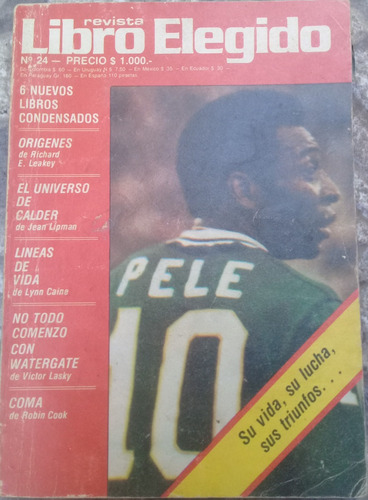 revista
Libro Elegido
Nº 24 — PRECIO $ 1.000.-
6 NUEVOS
LIBROS
CONDENSADOS
ORIGENES
de Richard
E. Leakey
EL UNIVERSO
DE
CALDER
de Jean Lipman
LINEAS
DE
VIDA
de Lynn Caine
NO TODO
COMENZO
CON
WATERGATE
de Victor Lasky
COMA
de Robin Cook
PELE
10
Su vida, su lucha,
sus triunfos. . .